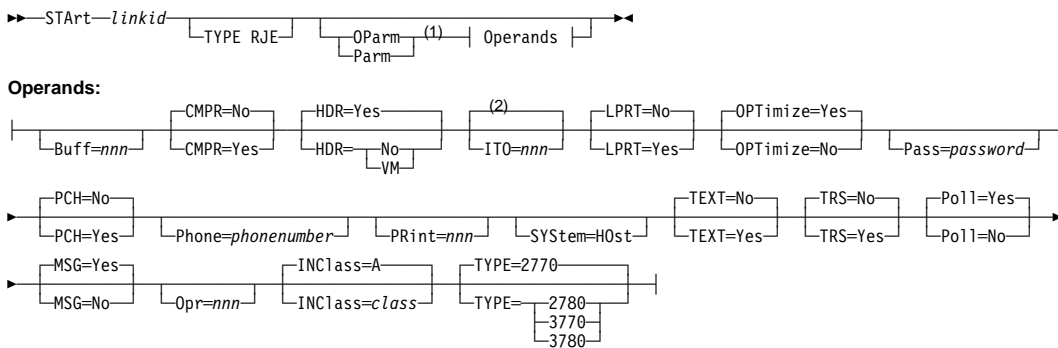 STArt linkid
TYPE RJE OParm (1) Operands
Parm
Operands:
CMPR=No HDR=Yes (2) LPRT=No OPTimize=Yes
Buff=nnn CMPR=Yes HDR= No ITO=nnn LPRT=Yes OPTimize=No Pass=password
VM
PCH=No TEXT=No TRS=No Poll=Yes
PCH=Yes Phone=phonenumber PRint=nnn SYStem=HOst TEXT=Yes TRS=Yes Poll=No
MSG=Yes INClass=A TYPE=2770
MSG=No Opr=nnn INClass=class TYPE= 2780
3770
3780